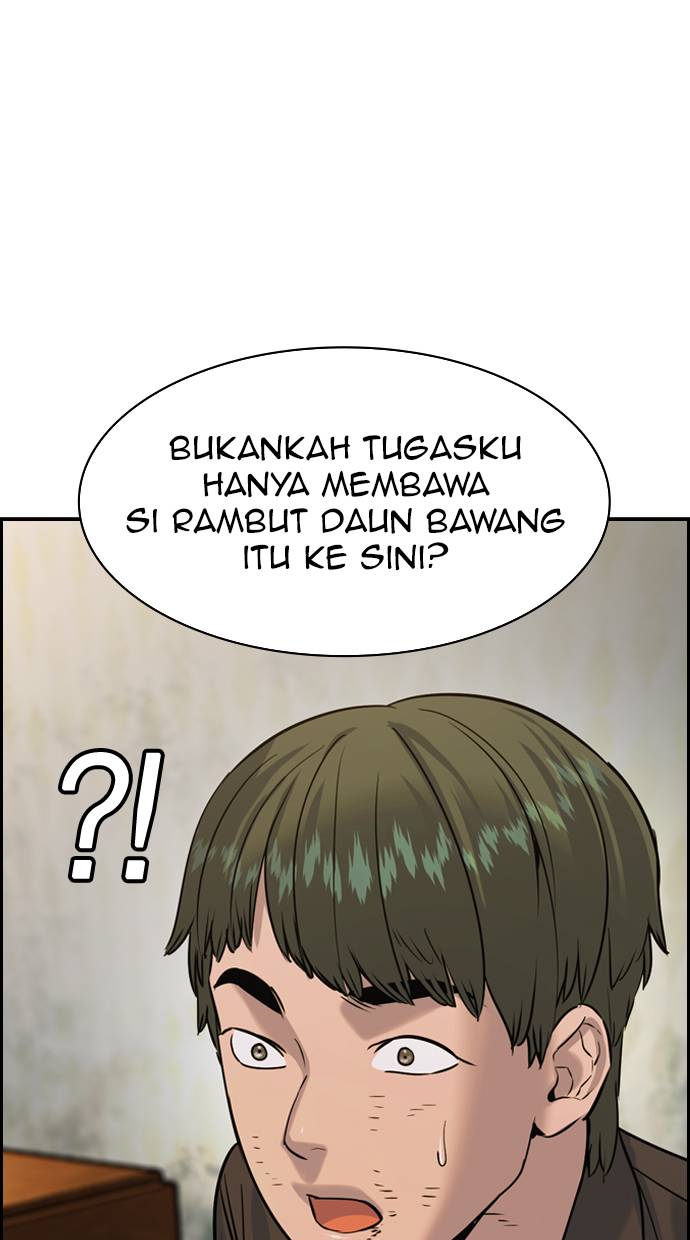 BUKANKAH TUGASKU
HANYA MEMBAWA
SI RAMBUT DAUN BAWANG
ITU KE SINI?
?!